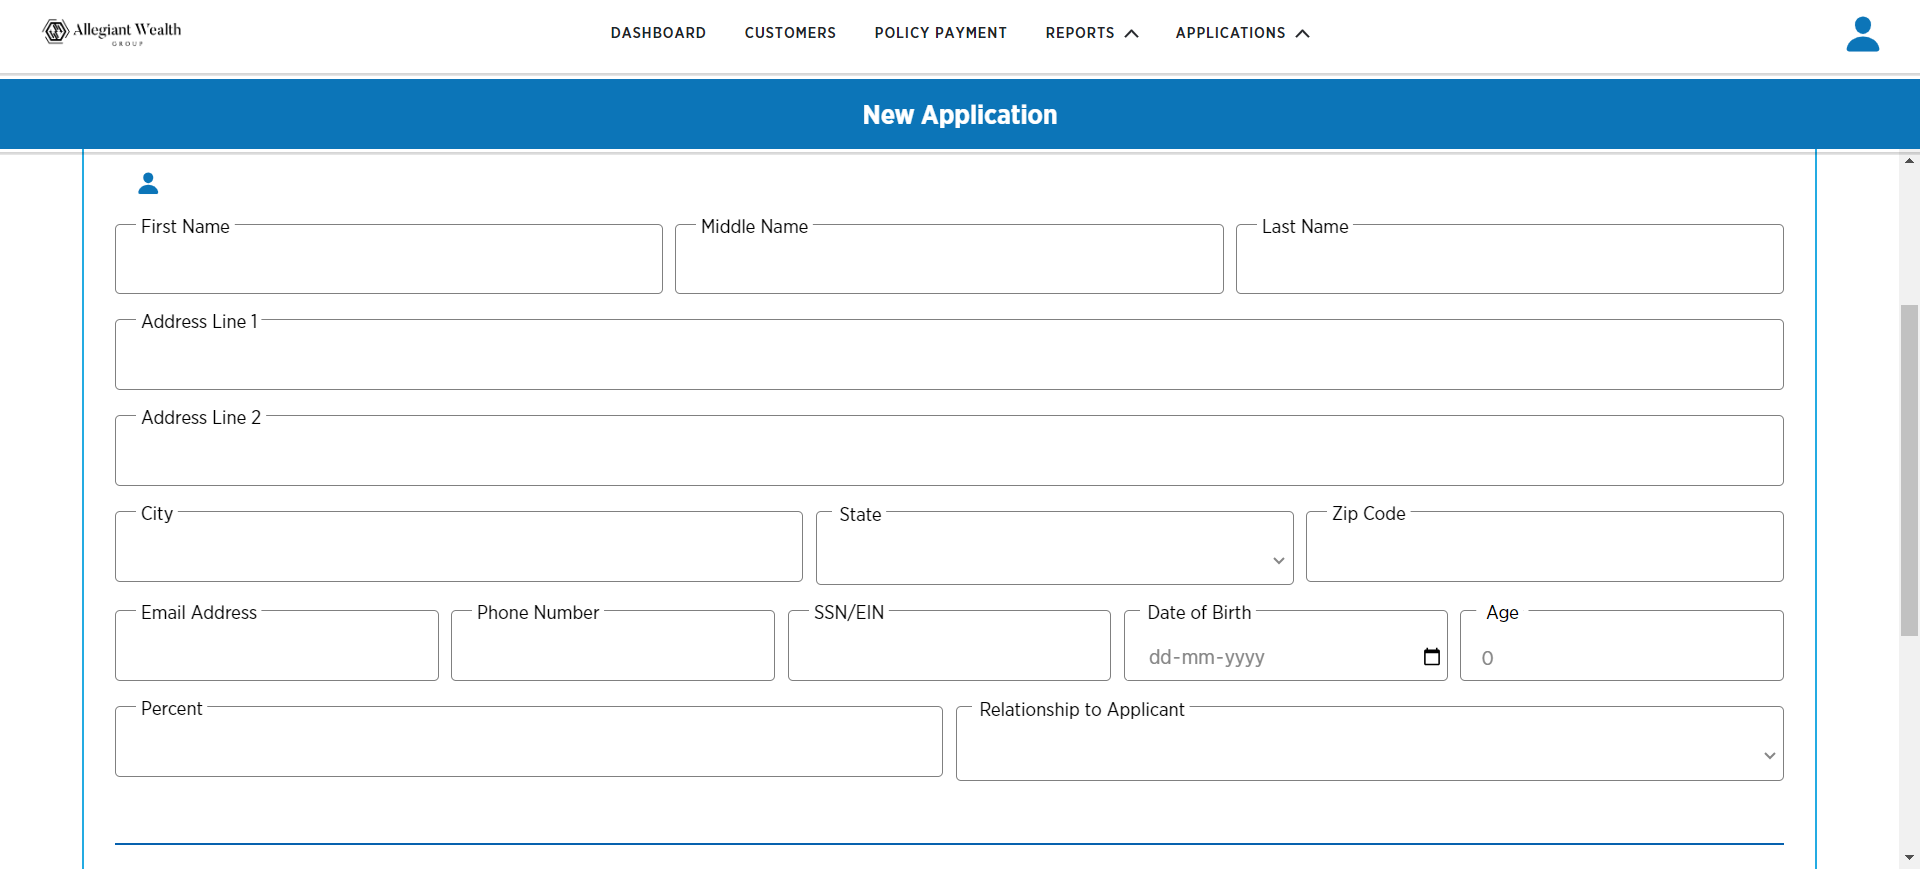 Allegiant Wealth
GROUP
DASHBOARD CUSTOMERS POLICY PAYMENT REPORTS APPLICATIONS
New Application
First Name Middle Name Last Name
Address Line 1
Address Line 2
City State Zip Code
Email Address Phone Number SSN/EIN Date of Birth Age
dd-mm-yyyy 0
Percent Relationship to Applicant